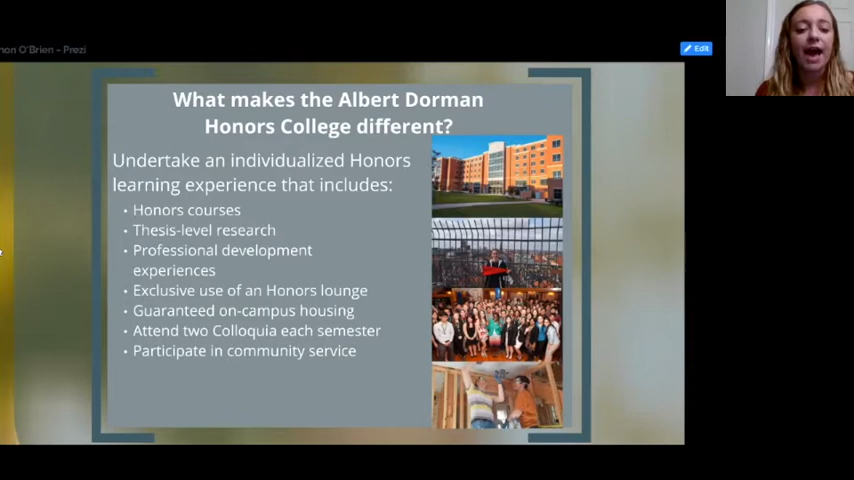 non O'Brien - Prezi
Edit
What makes the Albert Dorman
Honors College different?
Undertake an individualized Honors
learning experience that includes:
• Honors courses
• Thesis-level research
• Professional development
experiences
• Exclusive use of an Honors lounge
• Guaranteed on-campus housing
• Attend two Colloquia each semester
• Participate in community service